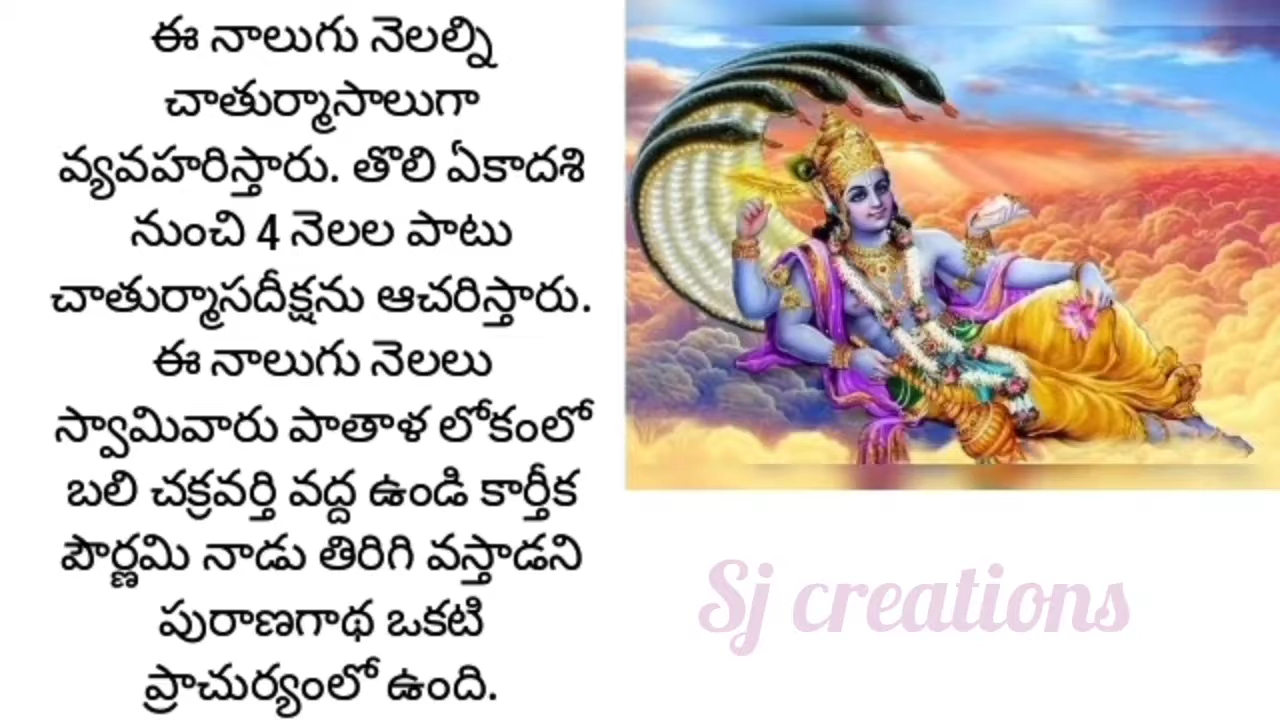 ఈ నాలుగు నెలల్ని
చాతుర్మాసాలుగా
వ్యవహరిస్తారు. తొలి ఏకాదశి
నుంచి 4 నెలల పాటు
చాతుర్మాసదీక్షను ఆచరిస్తారు.
ఈ నాలుగు నెలలు
స్వామివారు పాతాళ లోకంలో
బలి చక్రవర్తి వద్ద ఉండి కార్తీక
పౌర్ణమి నాడు తిరిగి వస్తాడని
పురాణగాథ ఒకటి
ప్రాచుర్యంలో ఉంది.
Sj creations